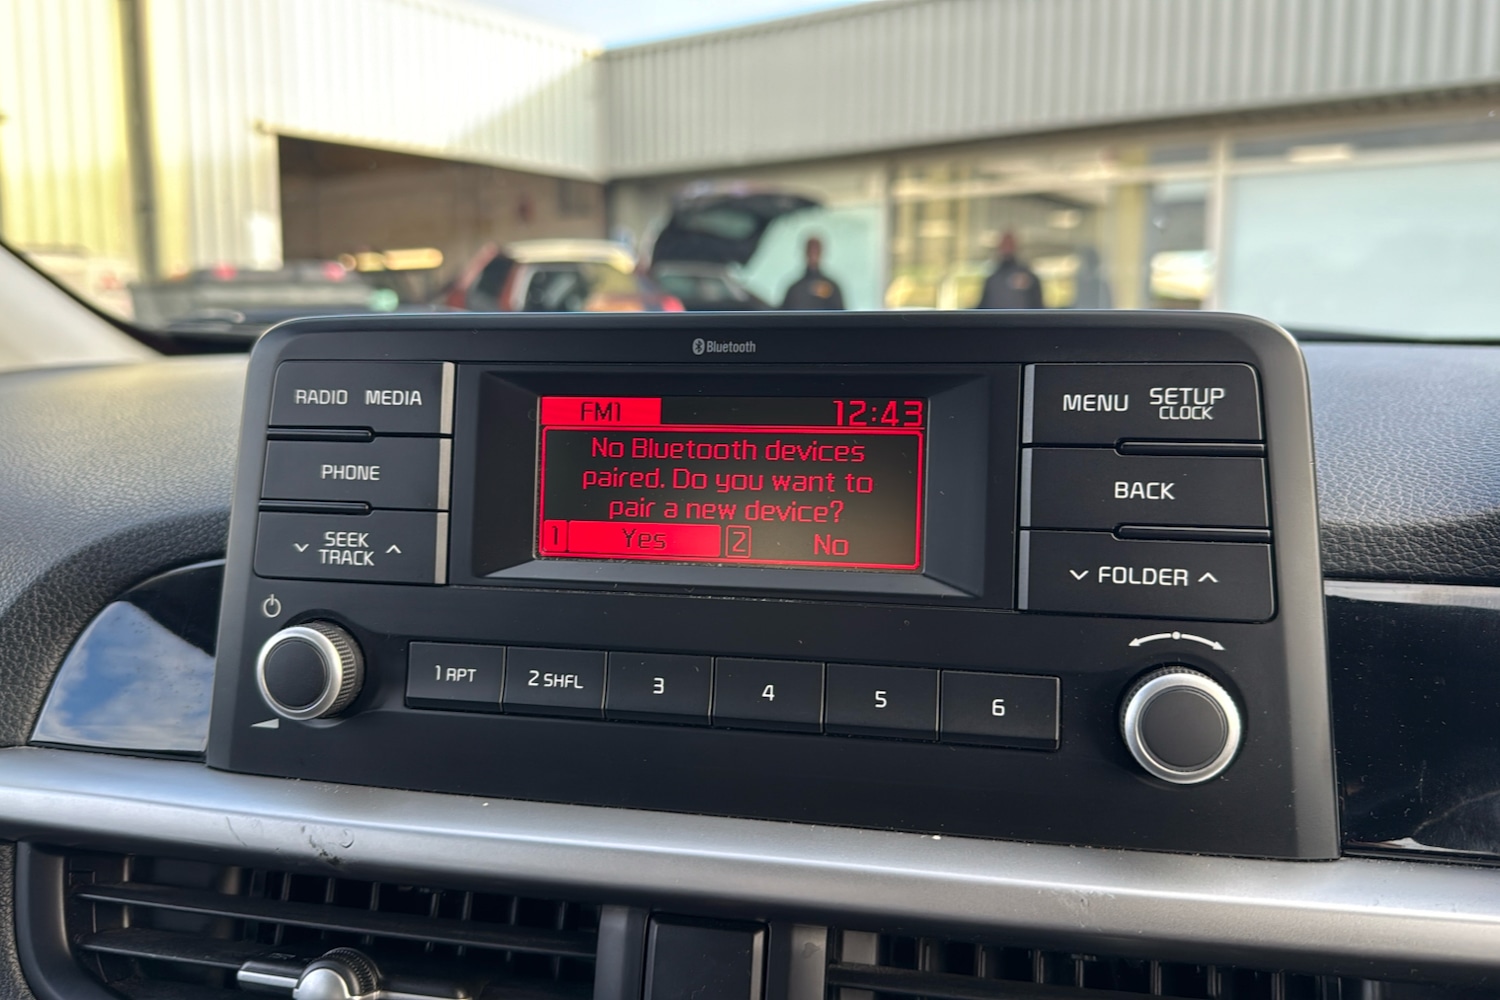 Bluetooth
RADIO MEDIA
PHONE
SEEK
TRACK
FM1 12:43
No Bluetooth devices
paired. Do you want to
pair a new device?
1 Yes 2 No
MENU SETUP
CLOCK
BACK
FOLDER
1 RPT 2 SHFL 3 4 5 6